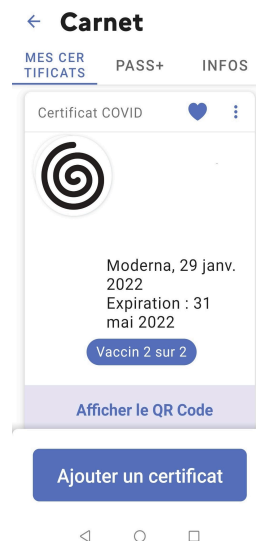 Carnet
MES CER
TIFICATS
PASS+
INFOS
Certificat COVID
Moderna, 29 janv.
2022
Expiration : 31
mai 2022
Vaccin 2 sur 2
Afficher le QR Code
Ajouter un certificat